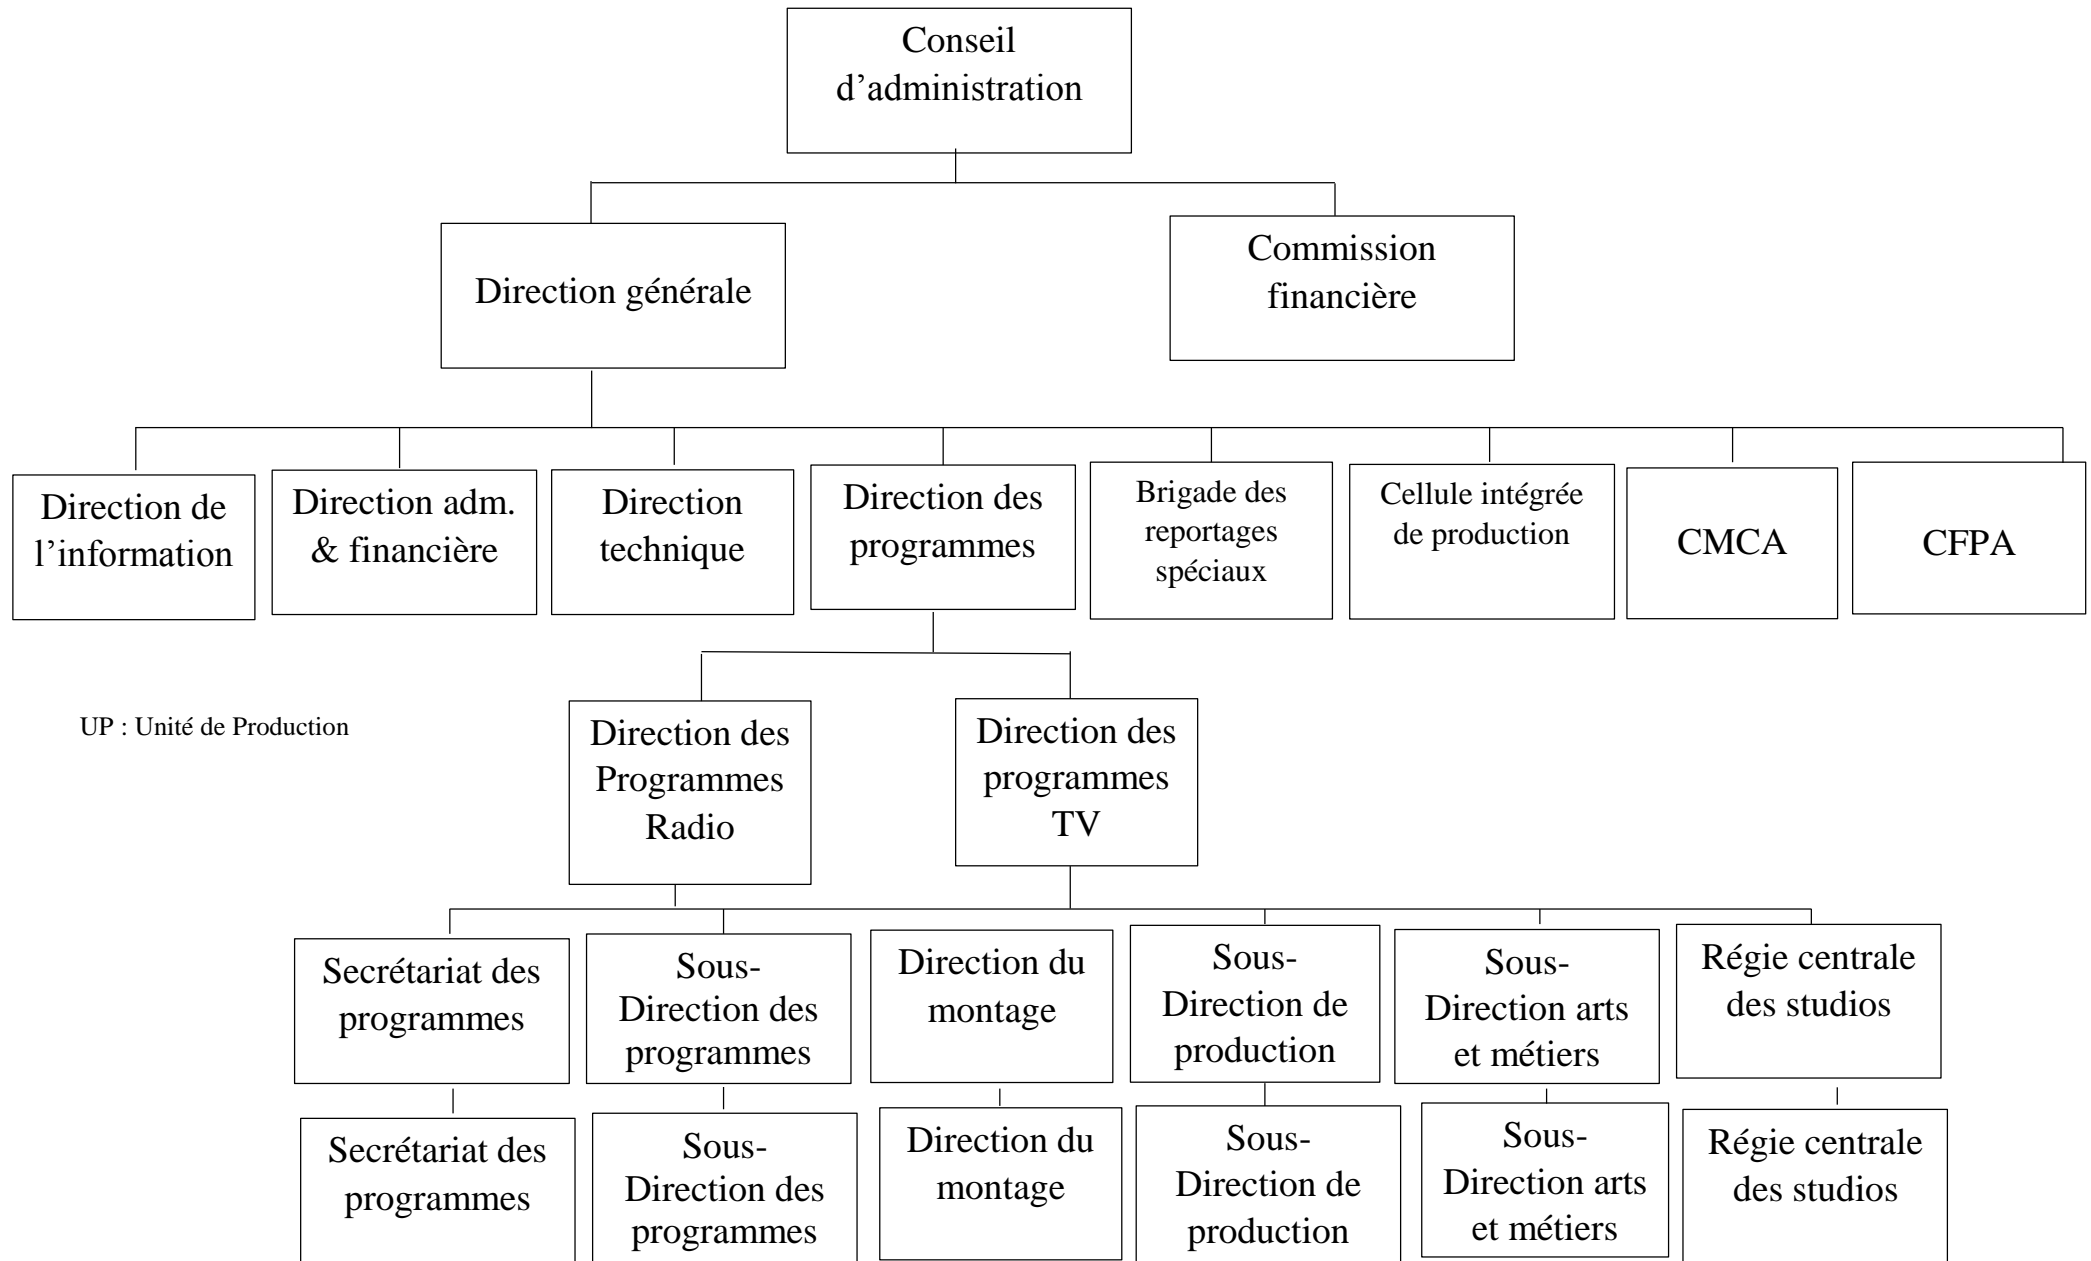 Conseil
d’administration
Direction générale
Commission
financière
Direction de
l’information
Direction adm.
& financière
Direction
technique
Direction des
programmes
Brigade des
reportages
spéciaux
Cellule intégrée
de production
CMCA
CFPA
UP : Unité de Production
Direction des
Programmes
Radio
Direction des
programmes
TV
Secrétariat des
programmes
Sous-
Direction des
programmes
Direction du
montage
Sous-
Direction de
production
Sous-
Direction arts
et métiers
Régie centrale
des studios
Secrétariat des
programmes
Sous-
Direction des
programmes
Direction du
montage
Sous-
Direction de
production
Sous-
Direction arts
et métiers
Régie centrale
des studios